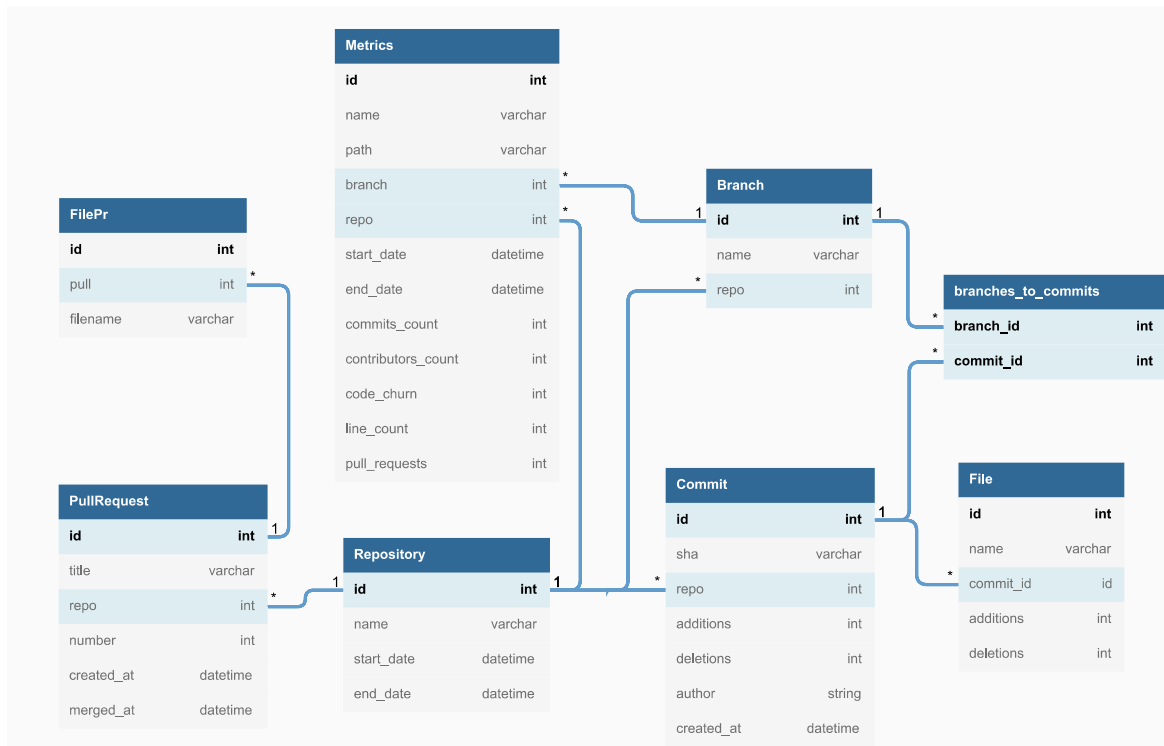 Metrics
id int
name varchar
path varchar
branch int *
repo int *
start_date datetime
end_date datetime
commits_count int
contributors_count int
code_churn int
line_count int
pull_requests int
FilePr
id int
pull int *
filename varchar
Branch
1 id int 1
name varchar
* repo int
branches_to_commits
* branch_id int
* commit_id int
PullRequest
id int 1
title varchar
repo int *
number int
created_at datetime
merged_at datetime
Repository
1 id int 1
name varchar
start_date datetime
end_date datetime
Commit
id int 1
sha varchar
* repo int
additions int
deletions int
author string
created_at datetime
File
id int
name varchar
* commit_id id
additions int
deletions int